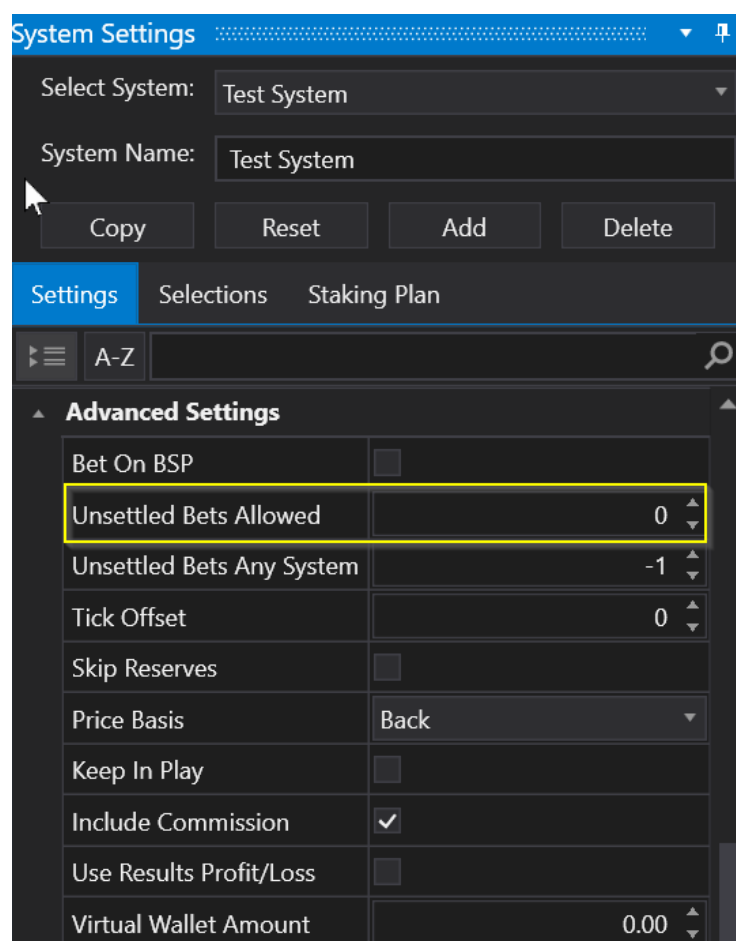 System Settings
Select System: Test System
System Name: Test System
Copy Reset Add Delete
Settings Selections Staking Plan
A-Z
Advanced Settings
Bet On BSP
Unsettled Bets Allowed 0
Unsettled Bets Any System -1
Tick Offset 0
Skip Reserves
Price Basis Back
Keep In Play
Include Commission
Use Results Profit/Loss
Virtual Wallet Amount 0.00